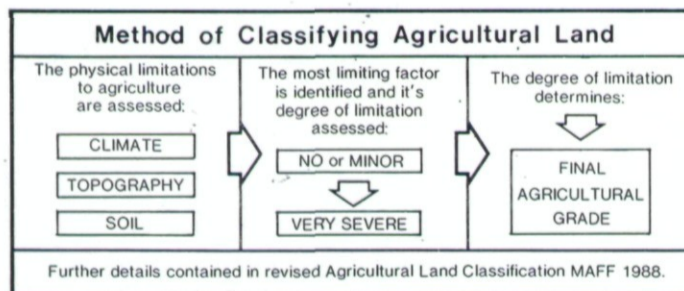 Method of Classifying Agricultural Land
The physical limitations
to agriculture
are assessed:
CLIMATE
TOPOGRAPHY
SOIL
The most limiting factor
is identified and it's
degree of limitation
assessed:
NO or MINOR
VERY SEVERE
The degree of limitation
determines:
FINAL
AGRICULTURAL
GRADE
Further details contained in revised Agricultural Land Classification MAFF 1988.